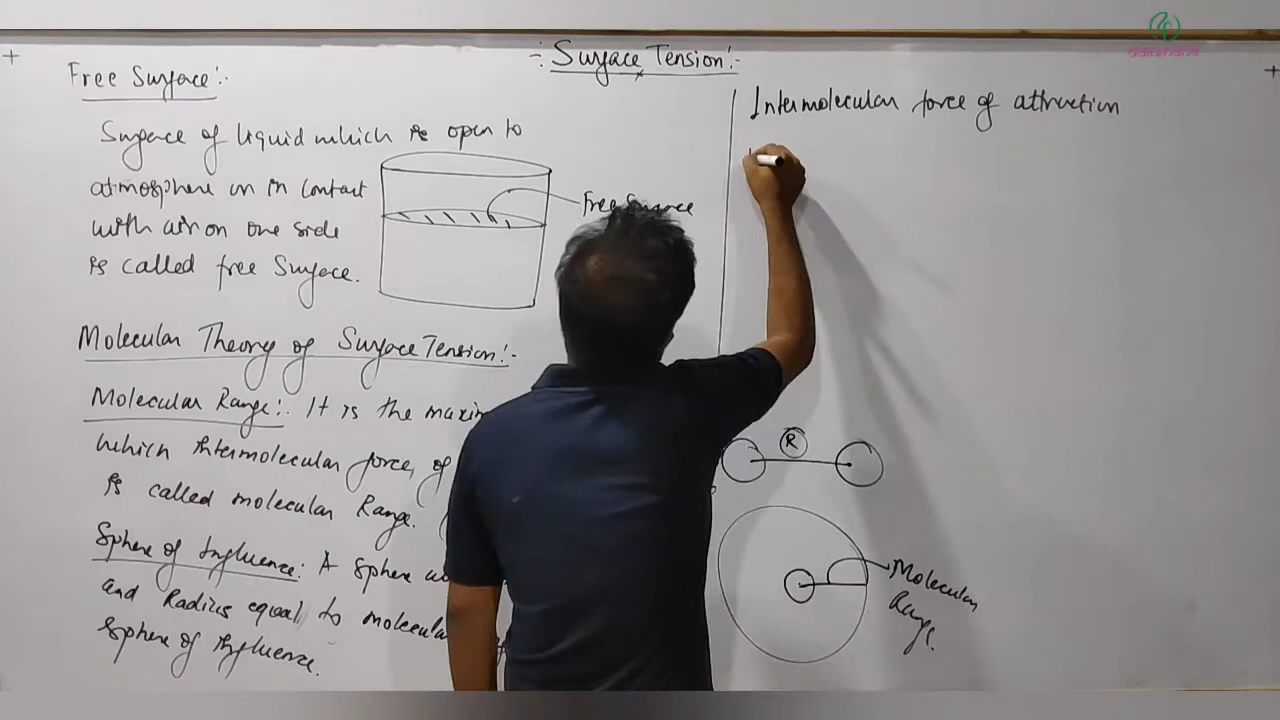 -: Surface Tension:-
Free Surface:-
Surface of liquid which is open to
atmosphere or in contact
with air on one side
is called free Surface.
Free Surface
Molecular Theory of Surface Tension:-
Molecular Range:- It is the
which intermolecular force of
is called molecular Range.
Sphere of Influence: A sphere
and Radius equal to
Sphere of Influence.
Intermolecular force of attraction
R
Molecular
Range.